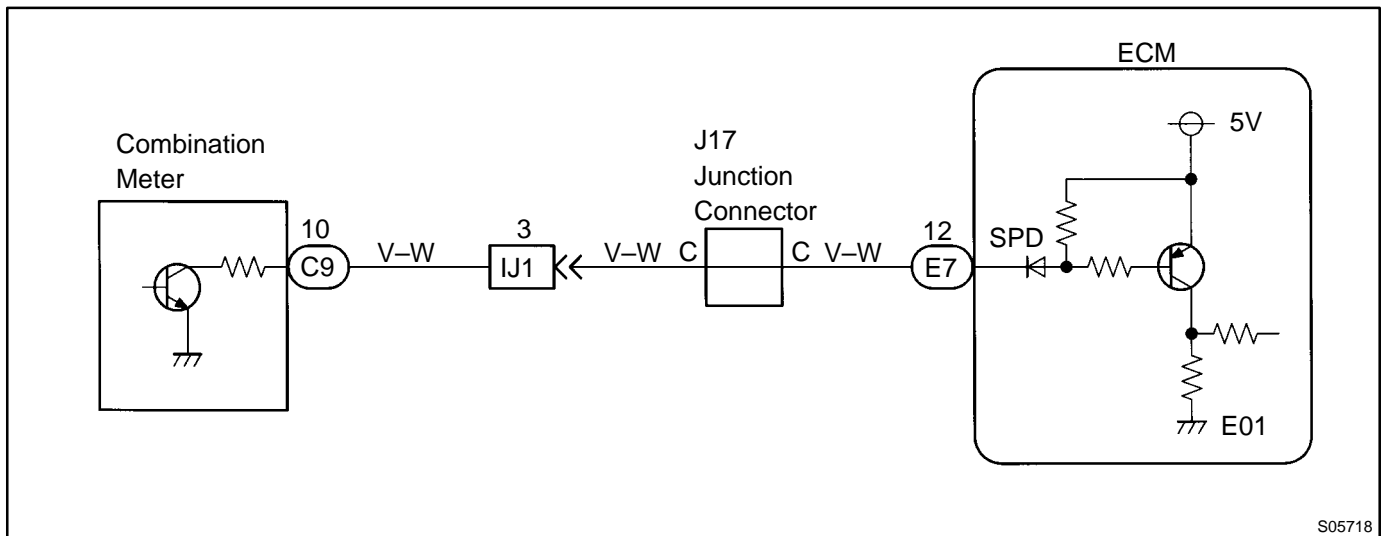 ECM
5V
Combination
Meter
J17
Junction
Connector
10
3
12
SPD
C9
V–W
IJ1
V–W
C
C
V–W
E7
E01
S05718